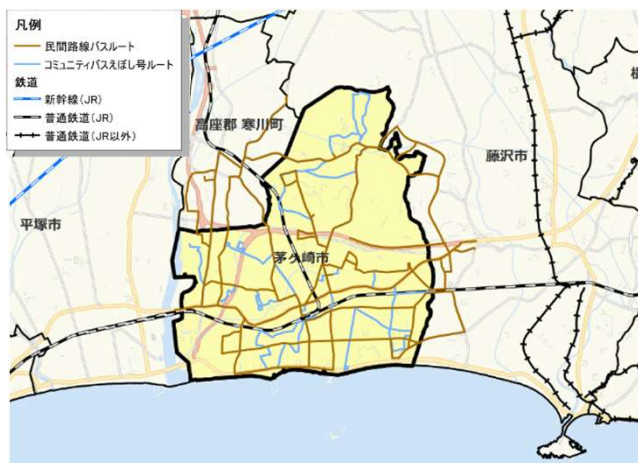 凡例
民間路線バスルート
コミュニティバスえぼし号ルート
鉄道
新幹線(JR)
普通鉄道(JR)
普通鉄道(JR以外)
高座郡 寒川町
藤沢市
平塚市
茅ヶ崎市